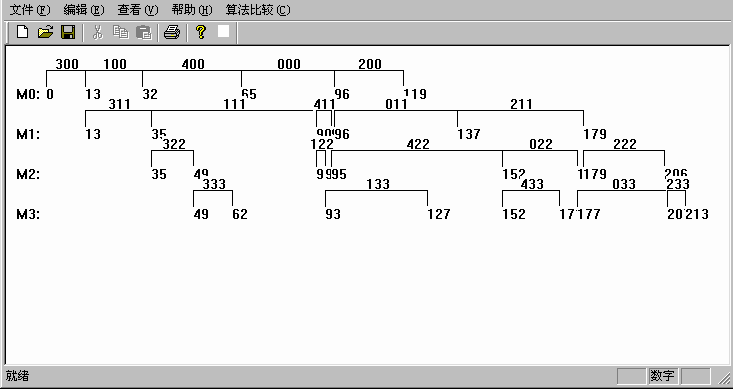 文件(F) 编辑(E) 查看(V) 帮助(H) 算法比较(C)
300 100 400 000 200
M0: 0 13 32 65 96 119
311 111 411 011 211
M1: 13 35 96 137 179
322 122 422 022 222
M2: 35 49 95 152 179 206
333 133 433 033 233
M3: 49 62 93 127 152 17 177 20 213
就绪 数字